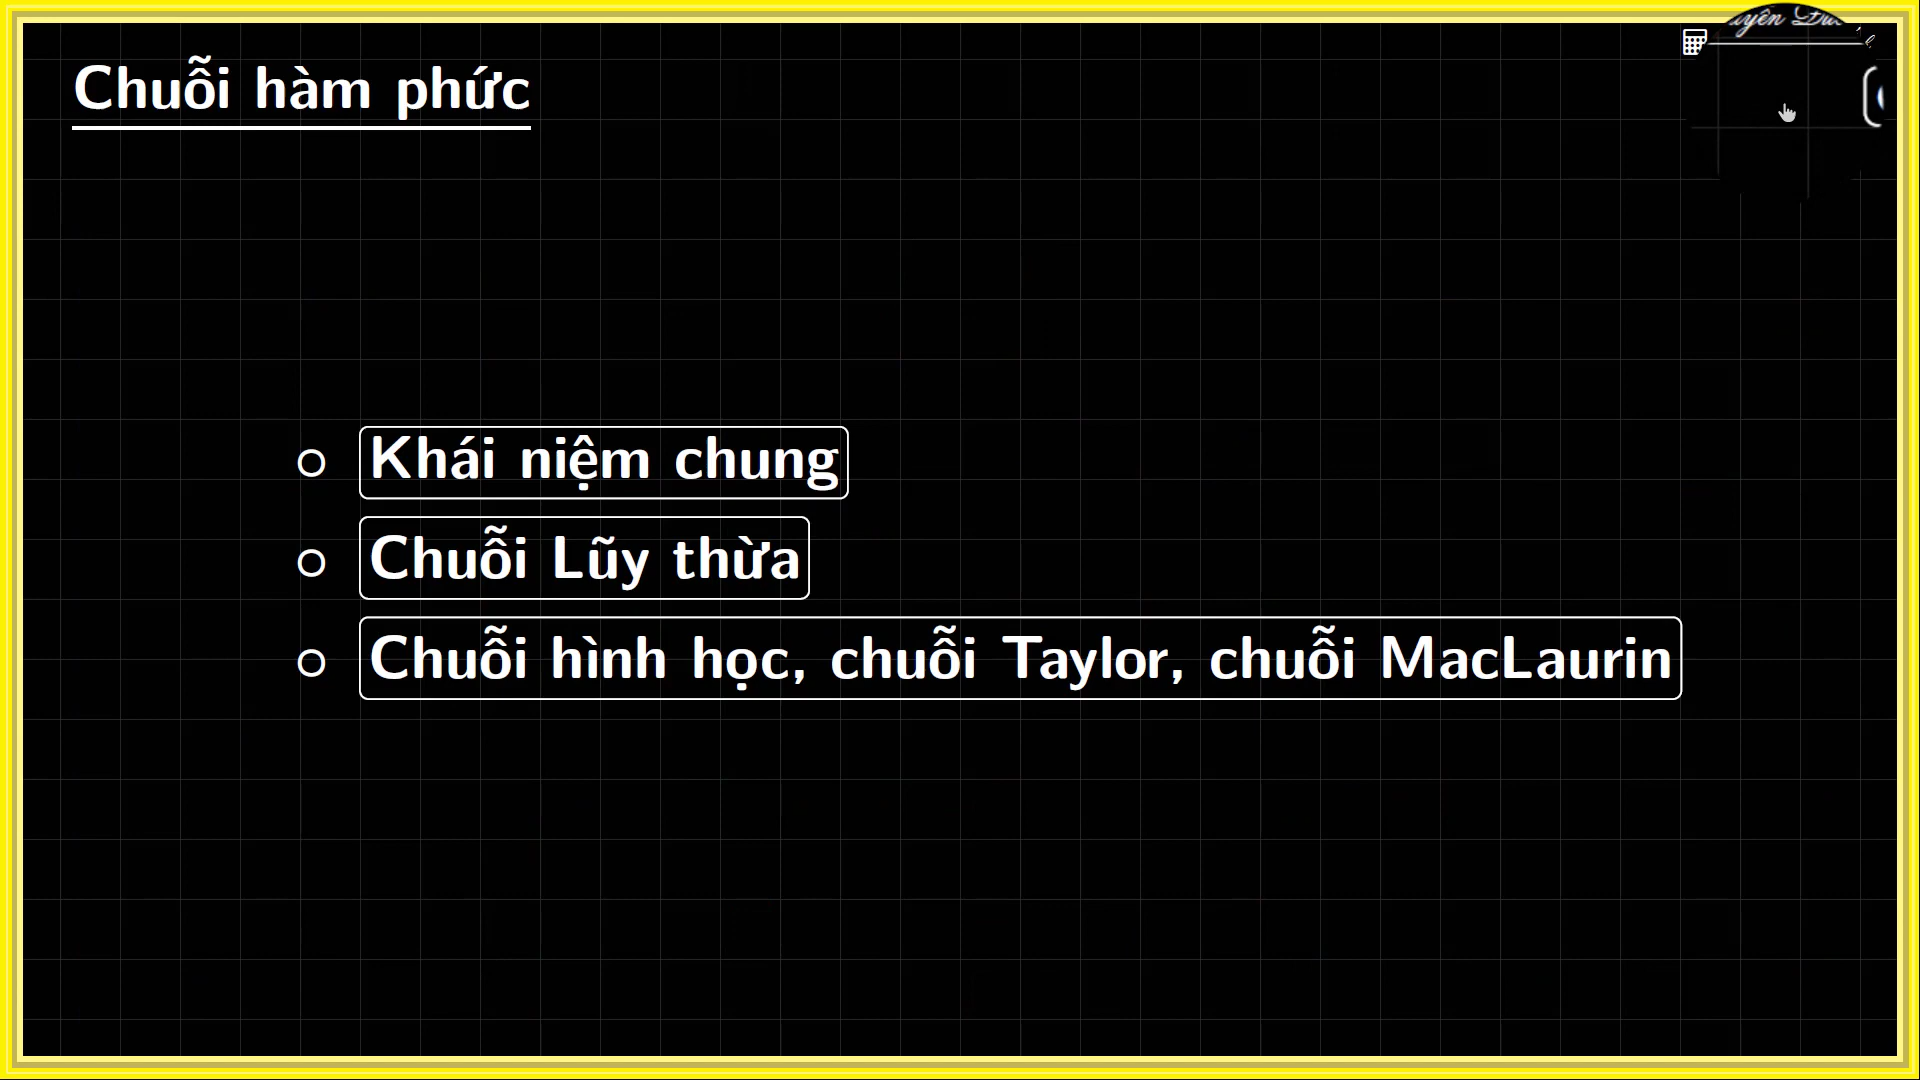 Chuỗi hàm phức
Khái niệm chung
Chuỗi Lũy thừa
Chuỗi hình học, chuỗi Taylor, chuỗi MacLaurin